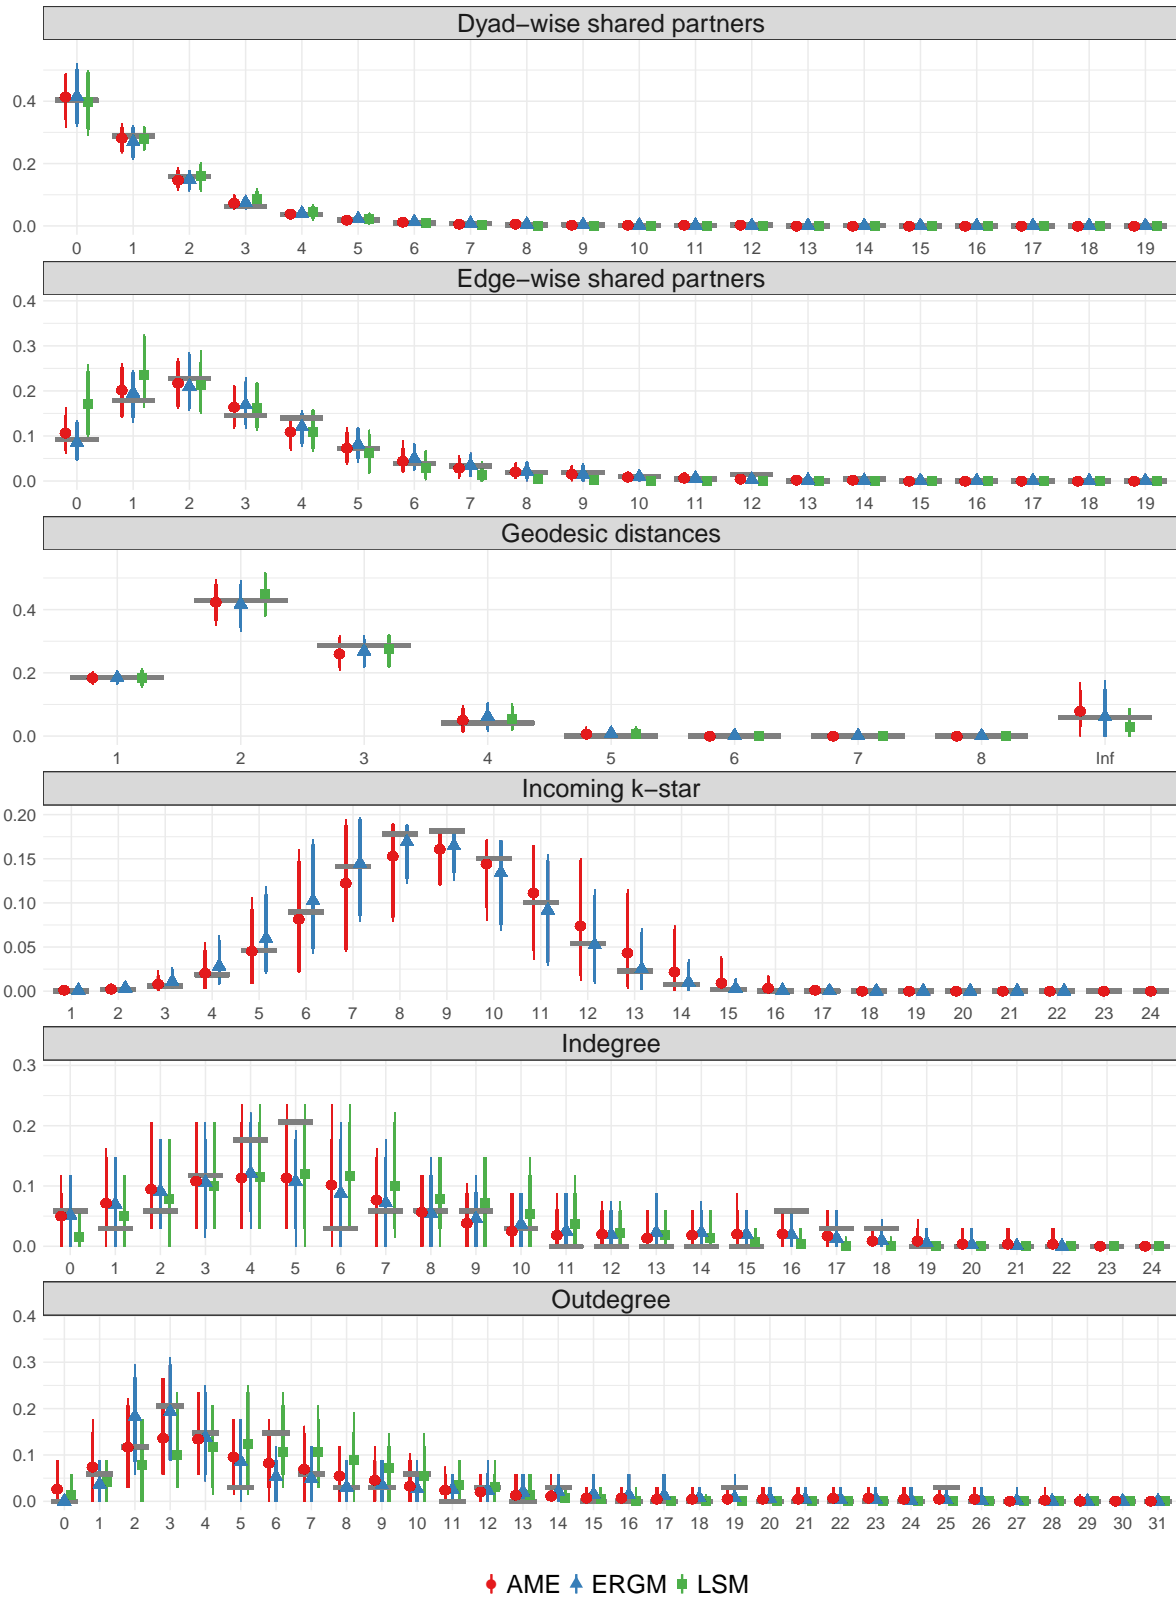 Dyad−wise shared partners
0.4
0.2
0.0
0 1 2 3 4 5 6 7 8 9 10 11 12 13 14 15 16 17 18 19
Edge−wise shared partners
0.4
0.3
0.2
0.1
0.0
0 1 2 3 4 5 6 7 8 9 10 11 12 13 14 15 16 17 18 19
Geodesic distances
0.4
0.2
0.0
1 2 3 4 5 6 7 8 Inf
Incoming k−star
0.20
0.15
0.10
0.05
0.00
1 2 3 4 5 6 7 8 9 10 11 12 13 14 15 16 17 18 19 20 21 22 23 24
Indegree
0.3
0.2
0.1
0.0
0 1 2 3 4 5 6 7 8 9 10 11 12 13 14 15 16 17 18 19 20 21 22 23 24
Outdegree
0.4
0.3
0.2
0.1
0.0
0 1 2 3 4 5 6 7 8 9 10 11 12 13 14 15 16 17 18 19 20 21 22 23 24 25 26 27 28 29 30 31
AME ERGM LSM